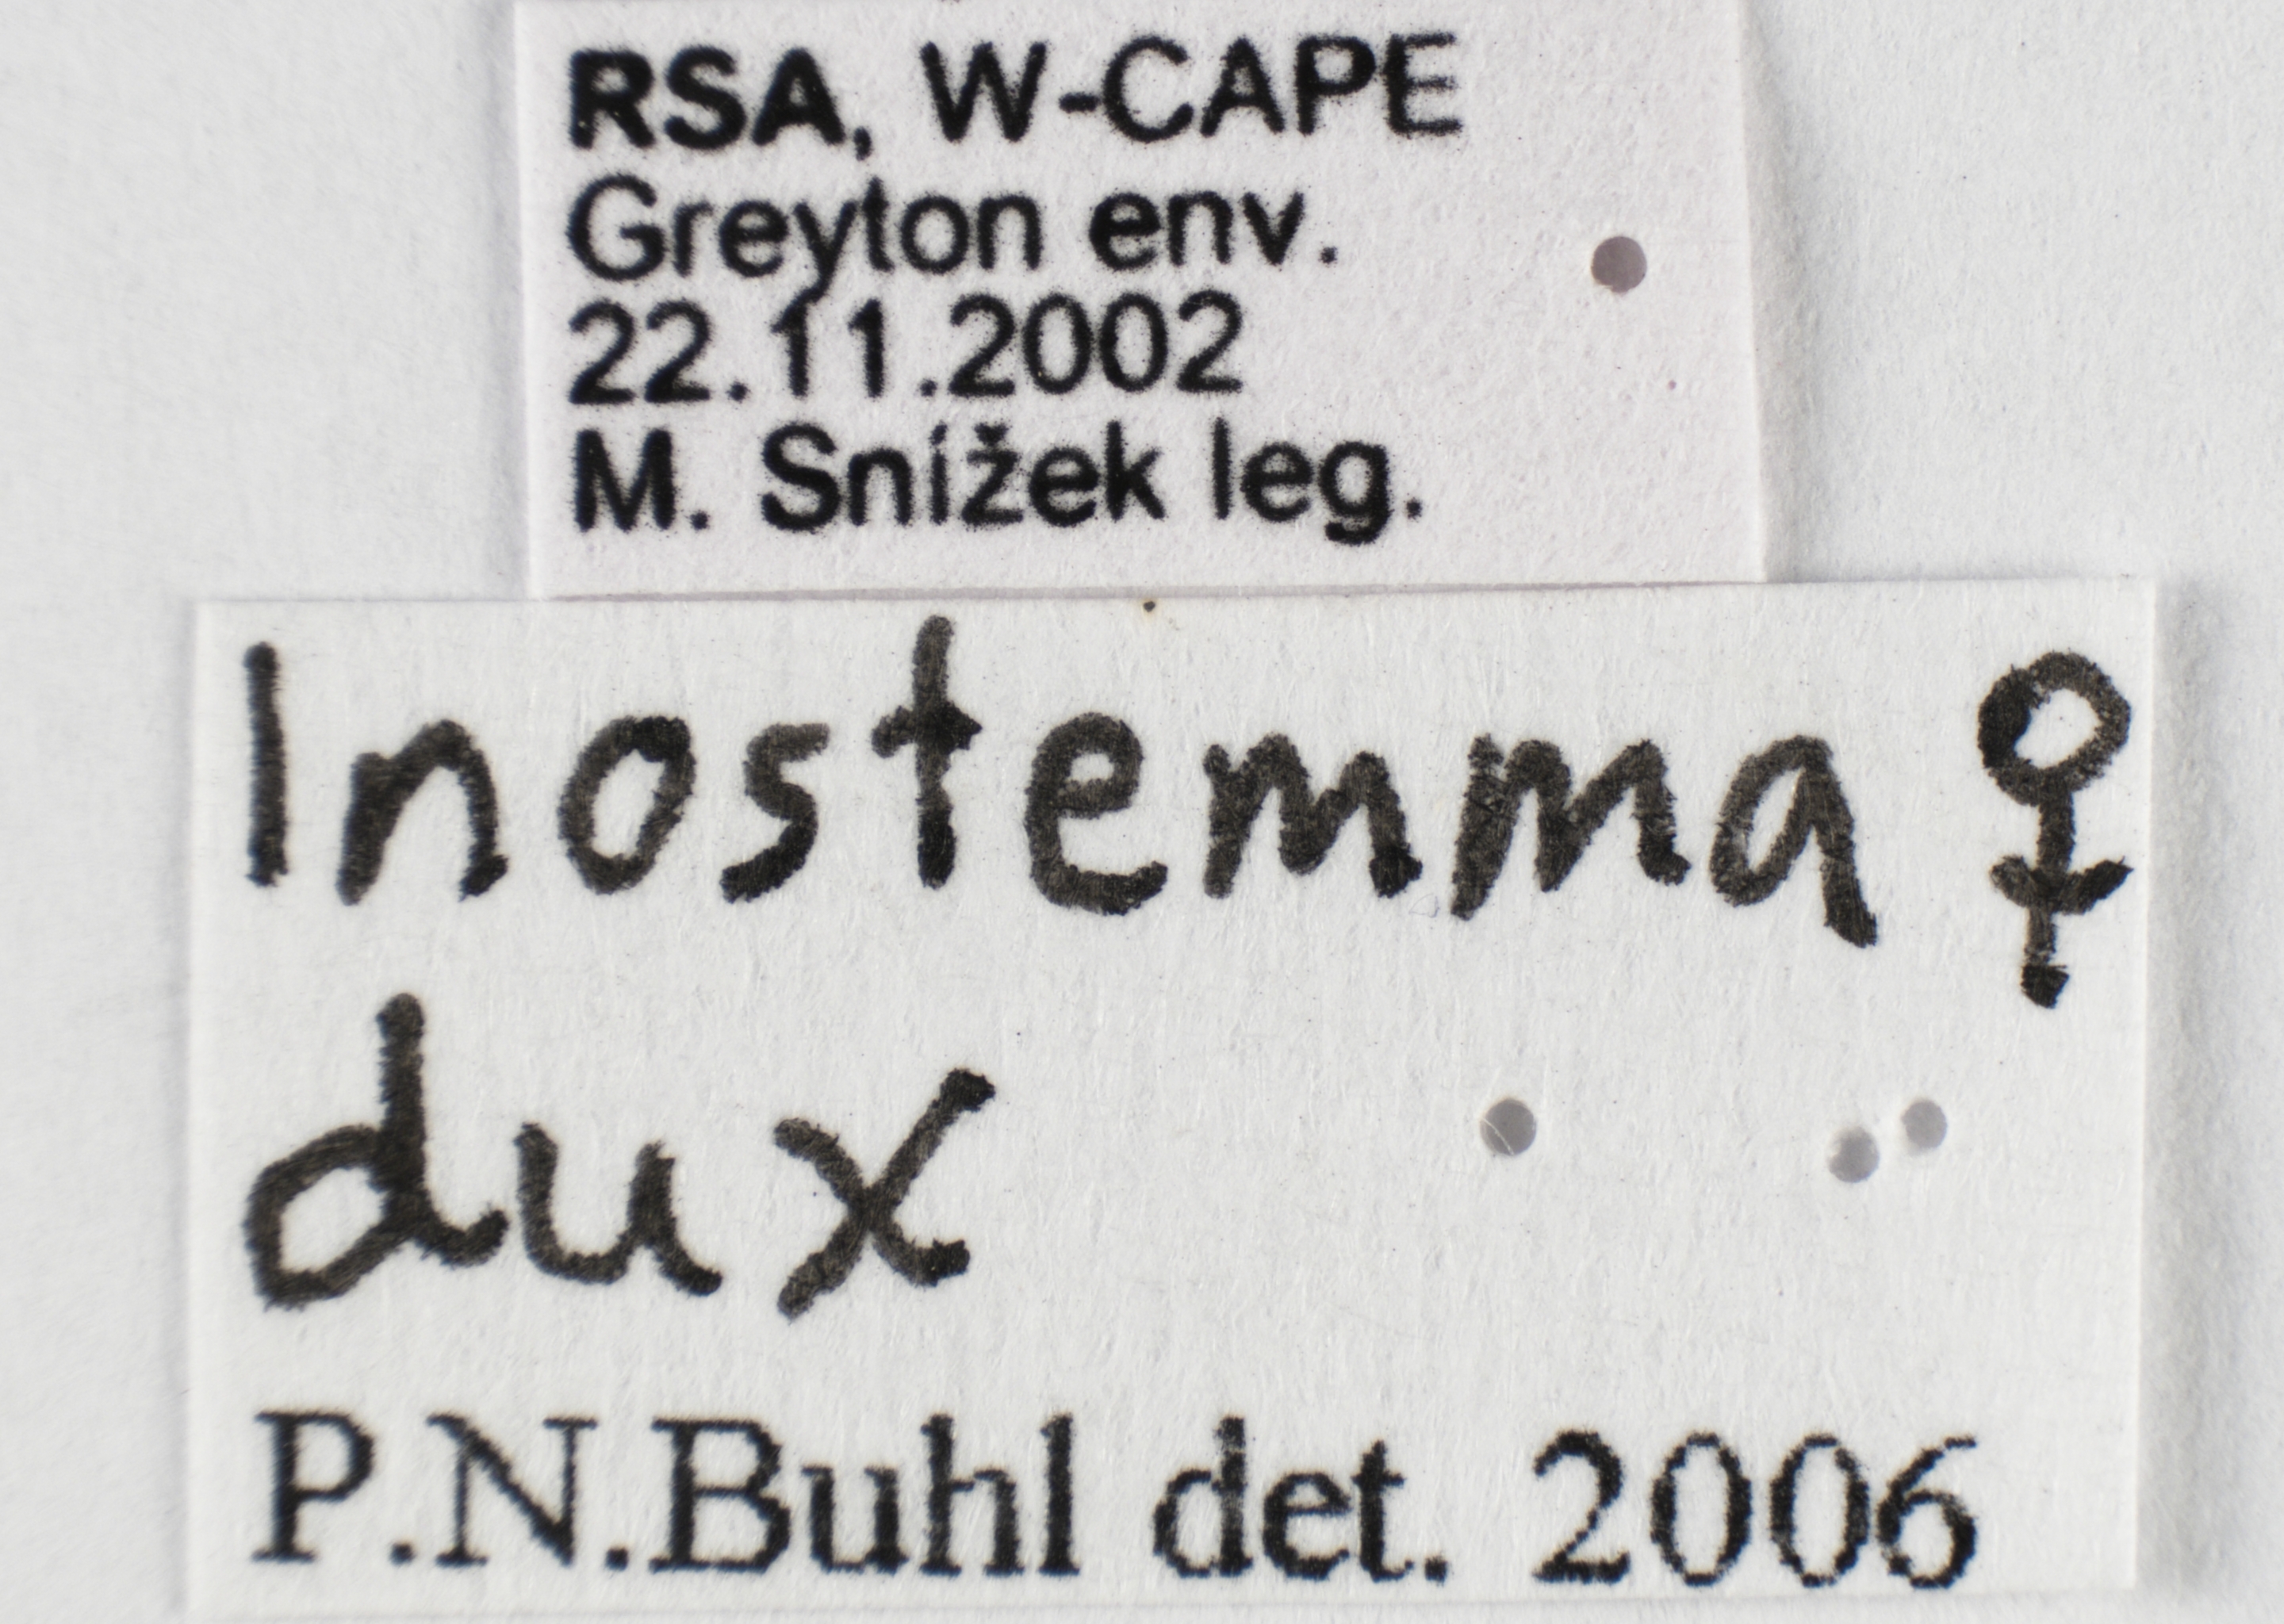 RSA, W-CAPE
Greyton env.
22.11.2002
M. Snížek leg.
Inostemma ♀
dux
P.N.Buhl det. 2006